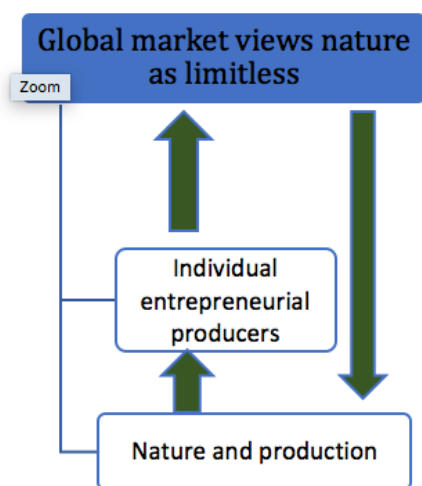 Global market views nature
as limitless
Zoom
Individual
entrepreneurial
producers
Nature and production